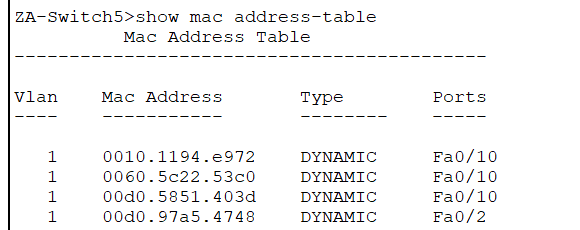 ZA-Switch5>show mac address-table
          Mac Address Table
-------------------------------------------
Vlan    Mac Address       Type        Ports
----    -----------       --------    -----
   1    0010.1194.e972    DYNAMIC     Fa0/10
   1    0060.5c22.53c0    DYNAMIC     Fa0/10
   1    00d0.5851.403d    DYNAMIC     Fa0/10
   1    00d0.97a5.4748    DYNAMIC     Fa0/2